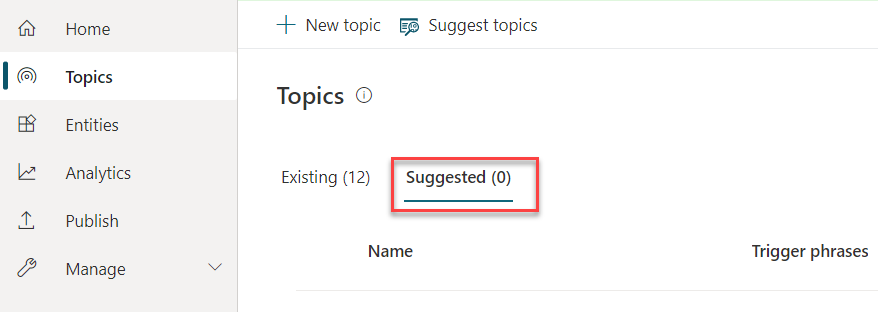 Home
Topics
Entities
Analytics
Publish
Manage
New topic Suggest topics
Topics
Existing (12) Suggested (0)
Name Trigger phrases